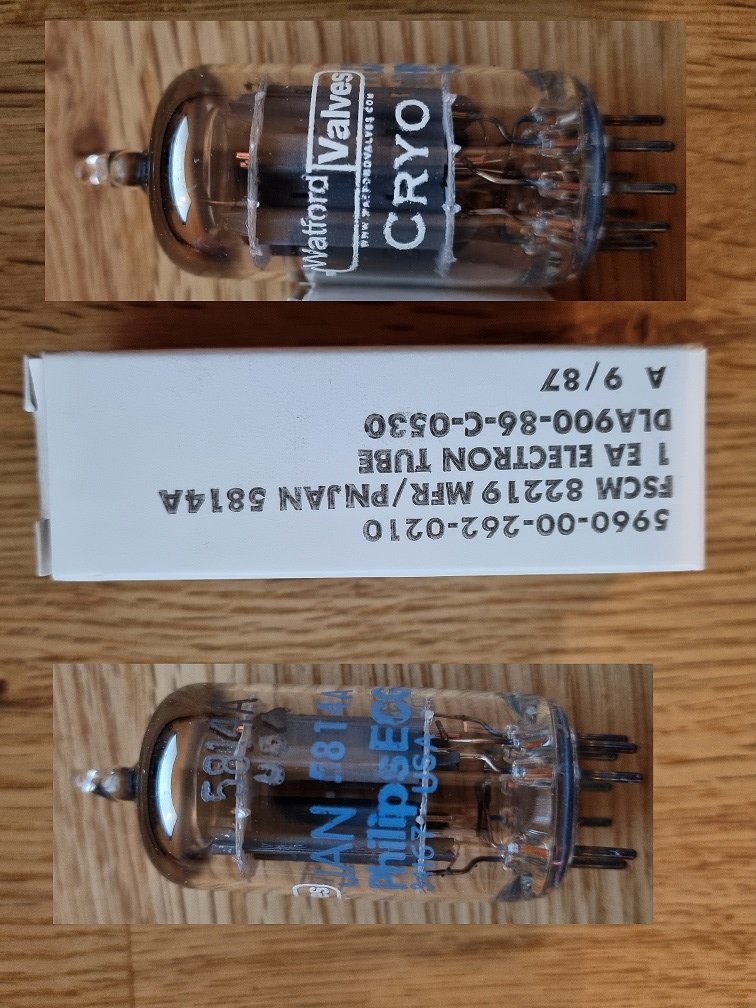 Watford Valves
WWW.WATFORDVALVES.COM
CRYO
5960-00-262-0210
FSCM 82219 MFR/PNJAN 5814A
1 EA ELECTRON TUBE
DLA900-86-C-0530
A 9/87
5814A
JAN 5814A
Philips ECG
USA